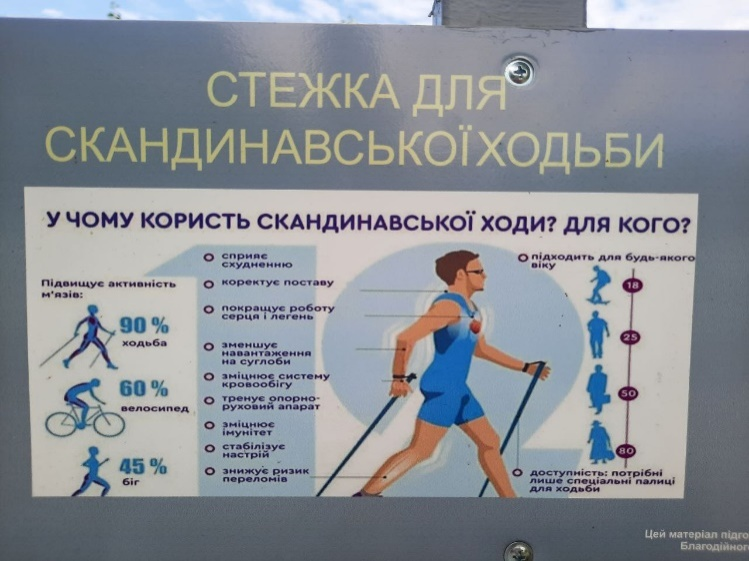 СТЕЖКА ДЛЯ
СКАНДИНАВСЬКОЇ ХОДЬБИ
У ЧОМУ КОРИСТЬ СКАНДИНАВСЬКОЇ ХОДИ? ДЛЯ КОГО?
Підвищує активність
м'язів:
90 %
ходьба
60 %
велосипед
45 %
біг
сприяє
схудненню
коректує поставу
покращує роботу
серця і легень
зменшує
навантаження
на суглоби
зміцнює систему
кровообігу
тренує опорно-
руховий апарат
зміцнює
імунітет
стабілізує
настрій
знижує ризик
переломів
підходить для будь-якого
віку
18
25
50
80
доступність: потрібні
лише спеціальні палиці
для ходьби
Цей матеріал
Благодійного